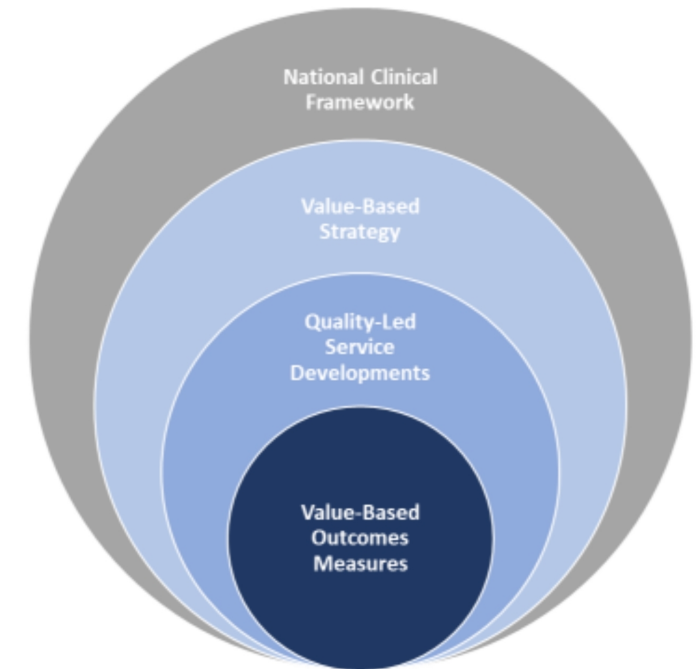 National Clinical
Framework
Value-Based
Strategy
Quality-Led
Service
Developments
Value-Based
Outcomes
Measures